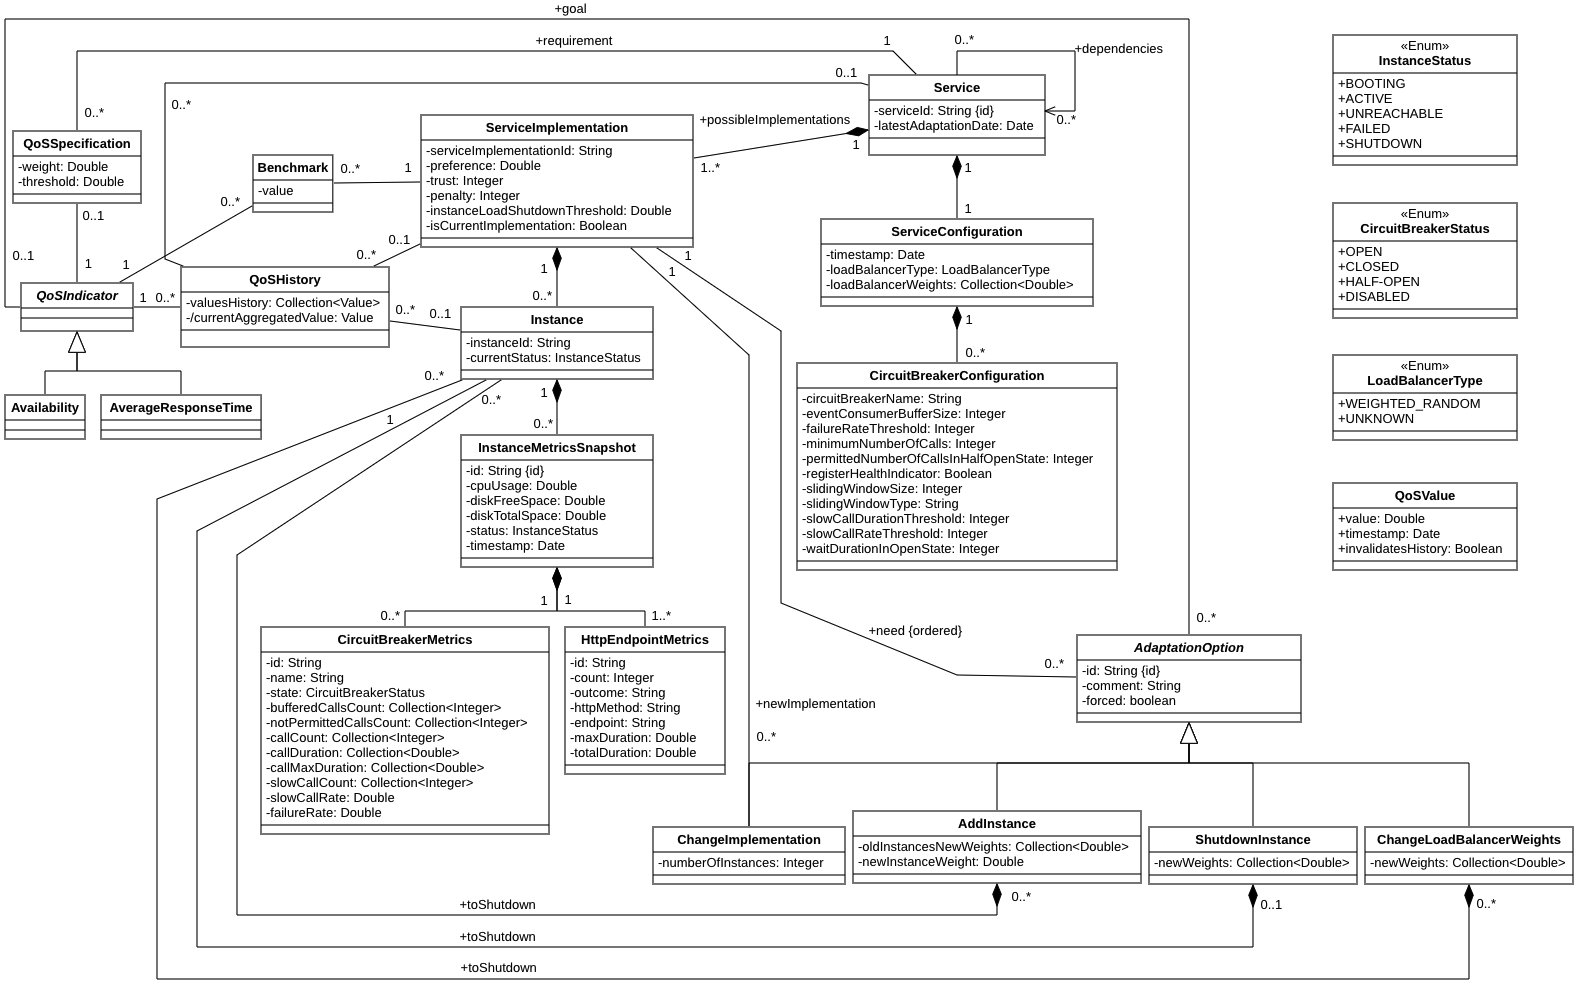 +goal
+requirement
1
0..*
+dependencies
0..*
0..1
0..*
0..*
Service
-serviceId: String {id}
-latestAdaptationDate: Date
+possibleImplementations
1
1..*
QoSSpecification
-weight: Double
-threshold: Double
0..1
1
Benchmark
-value
0..*
1
0..*
1
ServiceImplementation
-serviceImplementationId: String
-preference: Double
-trust: Integer
-penalty: Integer
-instanceLoadShutdownThreshold: Double
-isCurrentImplementation: Boolean
0..1
0..*
1
0..*
1
1
1
1
ServiceConfiguration
-timestamp: Date
-loadBalancerType: LoadBalancerType
-loadBalancerWeights: Collection<Double>
1
0..*
0..1
QoSIndicator
1
0..*
QoSHistory
-valuesHistory: Collection<Value>
-/currentAggregatedValue: Value
0..*
0..1
Instance
-instanceId: String
-currentStatus: InstanceStatus
0..*
1
0..*
1
0..*
Availability
AverageResponseTime
InstanceMetricsSnapshot
-id: String {id}
-cpuUsage: Double
-diskFreeSpace: Double
-diskTotalSpace: Double
-status: InstanceStatus
-timestamp: Date
1
1
0..*
1..*
CircuitBreakerConfiguration
-circuitBreakerName: String
-eventConsumerBufferSize: Integer
-failureRateThreshold: Integer
-minimumNumberOfCalls: Integer
-permittedNumberOfCallsInHalfOpenState: Integer
-registerHealthIndicator: Boolean
-slidingWindowSize: Integer
-slidingWindowType: String
-slowCallDurationThreshold: Integer
-slowCallRateThreshold: Integer
-waitDurationInOpenState: Integer
CircuitBreakerMetrics
-id: String
-name: String
-state: CircuitBreakerStatus
-bufferedCallsCount: Collection<Integer>
-notPermittedCallsCount: Collection<Integer>
-callCount: Collection<Integer>
-callDuration: Collection<Double>
-callMaxDuration: Collection<Double>
-slowCallCount: Collection<Integer>
-slowCallRate: Double
-failureRate: Double
HttpEndpointMetrics
-id: String
-count: Integer
-outcome: String
-httpMethod: String
-endpoint: String
-maxDuration: Double
-totalDuration: Double
+need {ordered}
0..*
0..*
AdaptationOption
-id: String {id}
-comment: String
-forced: boolean
+newImplementation
0..*
ChangeImplementation
-numberOfInstances: Integer
AddInstance
-oldInstancesNewWeights: Collection<Double>
-newInstanceWeight: Double
ShutdownInstance
-newWeights: Collection<Double>
ChangeLoadBalancerWeights
-newWeights: Collection<Double>
0..*
0..1
0..*
+toShutdown
+toShutdown
+toShutdown
«Enum»
InstanceStatus
+BOOTING
+ACTIVE
+UNREACHABLE
+FAILED
+SHUTDOWN
«Enum»
CircuitBreakerStatus
+OPEN
+CLOSED
+HALF-OPEN
+DISABLED
«Enum»
LoadBalancerType
+WEIGHTED_RANDOM
+UNKNOWN
QoSValue
+value: Double
+timestamp: Date
+invalidatesHistory: Boolean